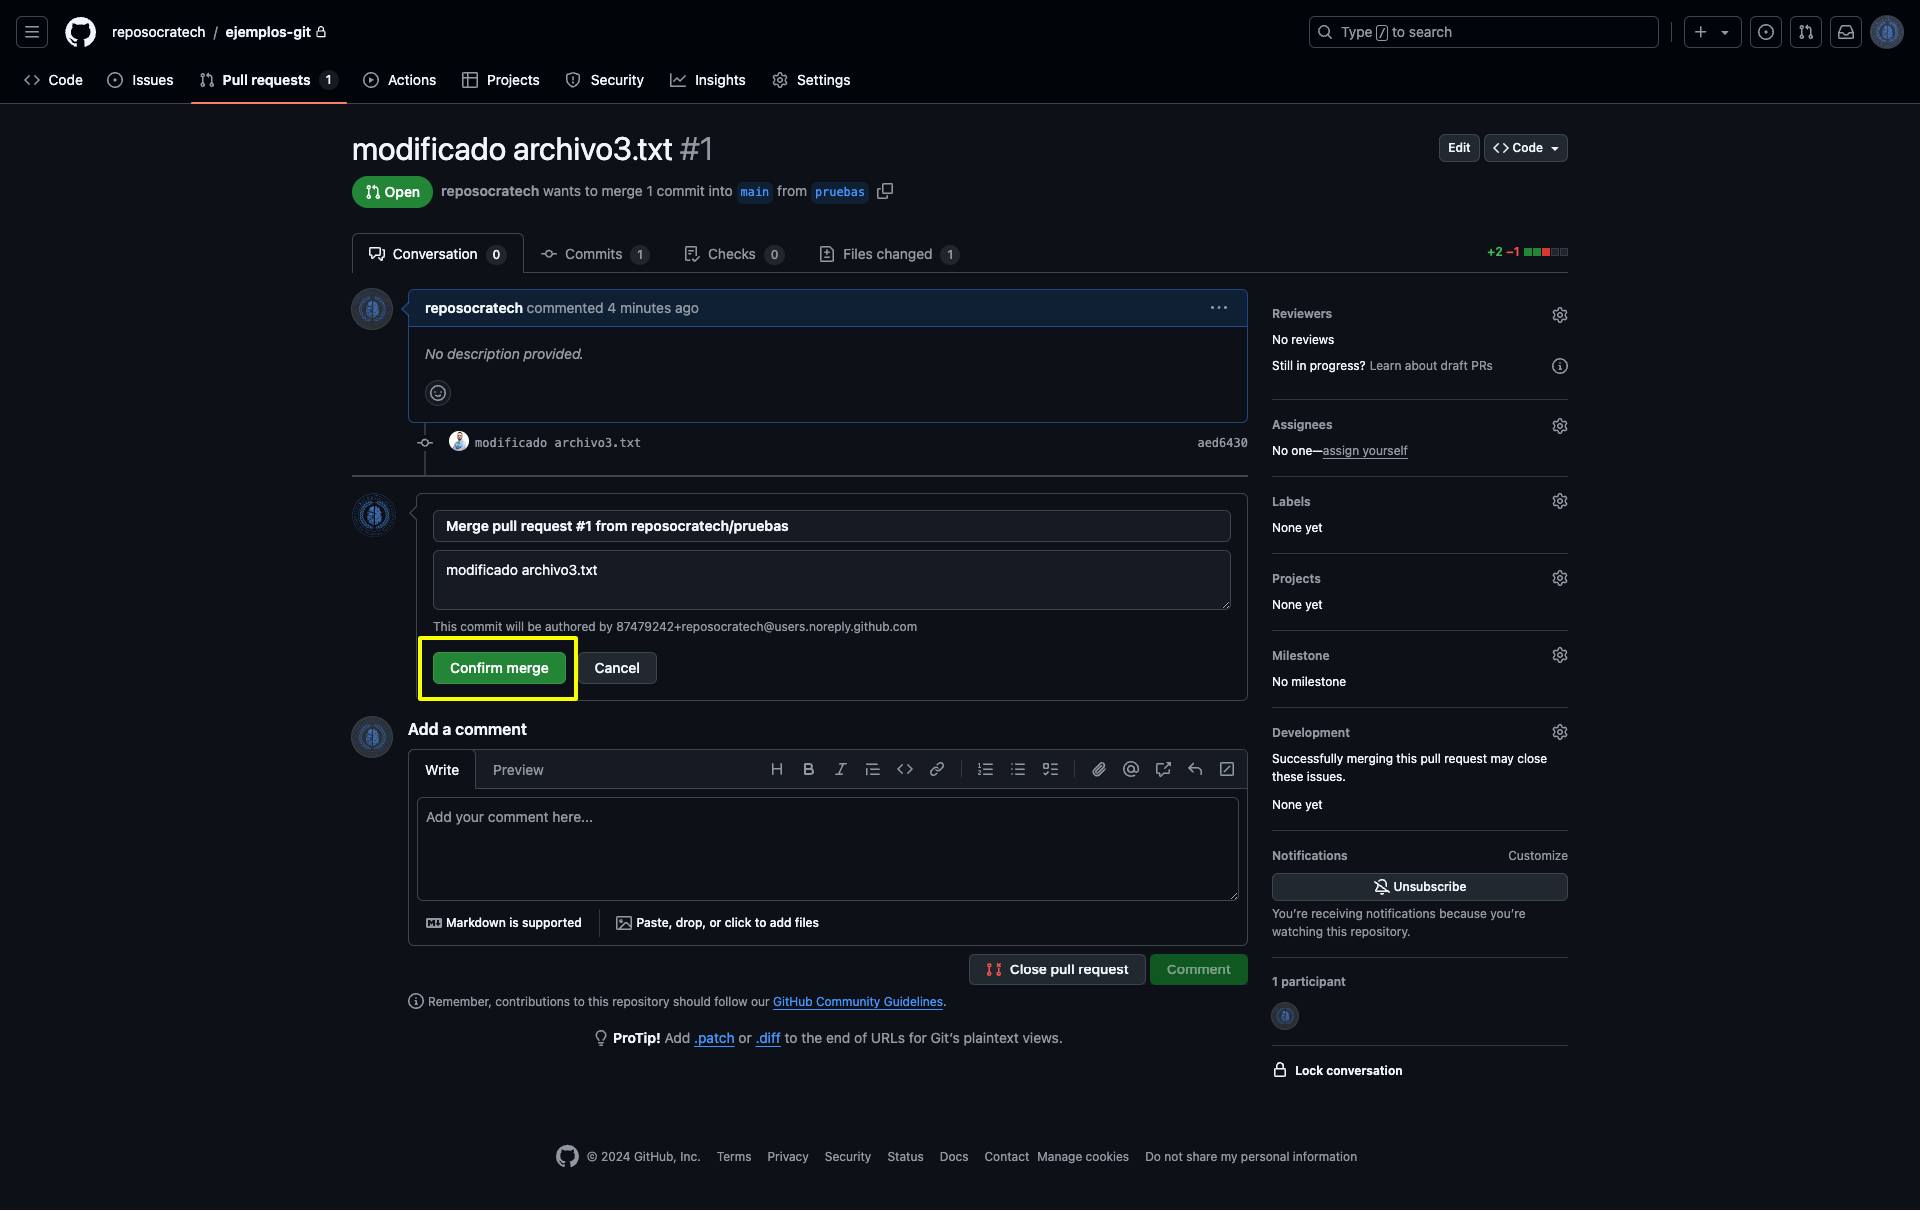 reposocratech / ejemplos-git
Type / to search
Code
Issues
Pull requests 1
Actions
Projects
Security
Insights
Settings
modificado archivo3.txt #1
Edit
Code
Open
reposocratech wants to merge 1 commit into main from pruebas
Conversation 0
Commits 1
Checks 0
Files changed 1
+2 −1
reposocratech commented 4 minutes ago
No description provided.
modificado archivo3.txt
aed6430
Merge pull request #1 from reposocratech/pruebas
modificado archivo3.txt
This commit will be authored by 87479242+reposocratech@users.noreply.github.com
Confirm merge
Cancel
Add a comment
Write
Preview
Add your comment here...
Markdown is supported
Paste, drop, or click to add files
Close pull request
Comment
Remember, contributions to this repository should follow our GitHub Community Guidelines.
ProTip! Add .patch or .diff to the end of URLs for Git’s plaintext views.
Reviewers
No reviews
Still in progress? Learn about draft PRs
Assignees
No one—assign yourself
Labels
None yet
Projects
None yet
Milestone
No milestone
Development
Successfully merging this pull request may close
these issues.
None yet
Notifications
Customize
Unsubscribe
You’re receiving notifications because you’re
watching this repository.
1 participant
Lock conversation
© 2024 GitHub, Inc.
Terms
Privacy
Security
Status
Docs
Contact
Manage cookies
Do not share my personal information